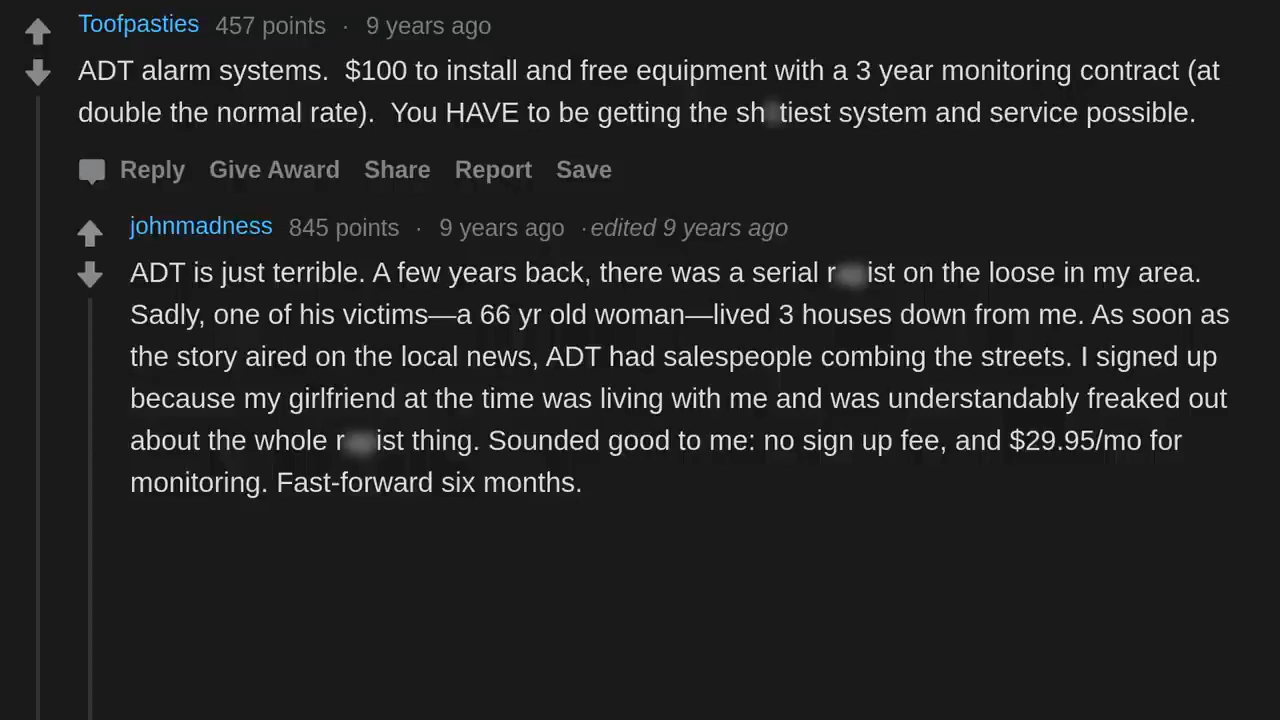 Toofpasties 457 points · 9 years ago
ADT alarm systems. $100 to install and free equipment with a 3 year monitoring contract (at
double the normal rate). You HAVE to be getting the sh tiest system and service possible.
Reply Give Award Share Report Save
johnmadness 845 points · 9 years ago · edited 9 years ago
ADT is just terrible. A few years back, there was a serial r ist on the loose in my area.
Sadly, one of his victims—a 66 yr old woman—lived 3 houses down from me. As soon as
the story aired on the local news, ADT had salespeople combing the streets. I signed up
because my girlfriend at the time was living with me and was understandably freaked out
about the whole r ist thing. Sounded good to me: no sign up fee, and $29.95/mo for
monitoring. Fast-forward six months.